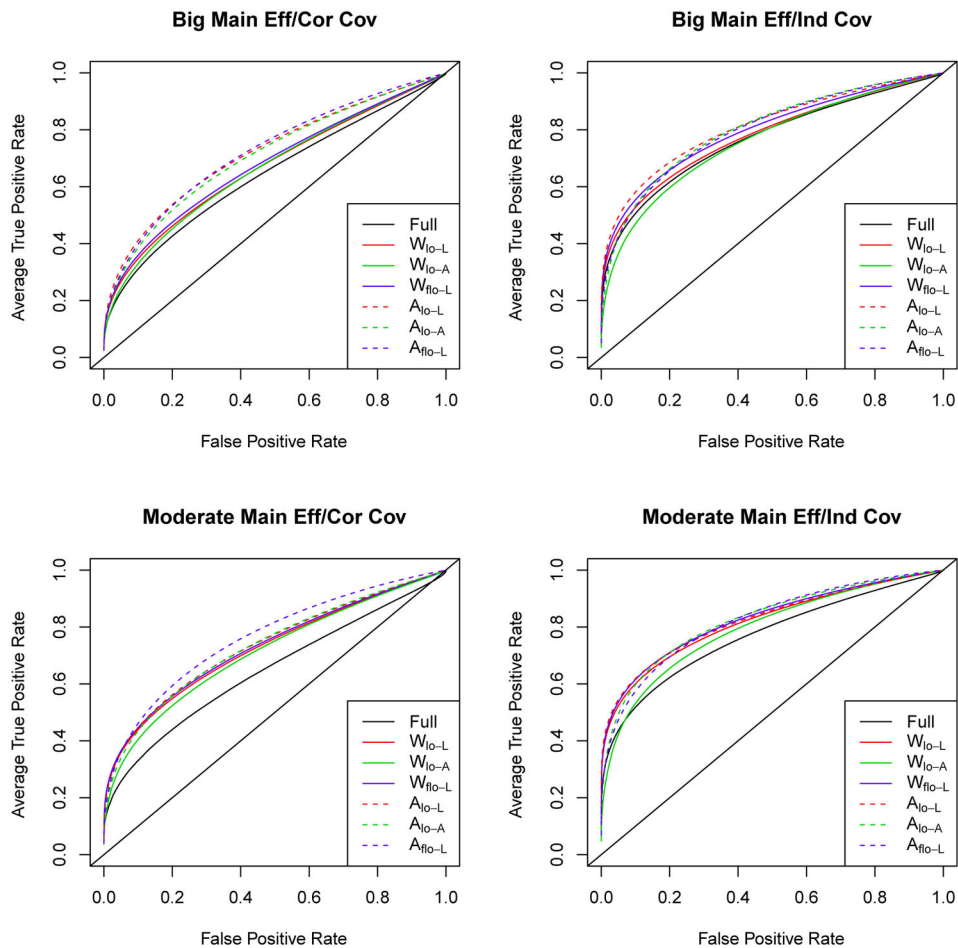 Big Main Eff/Cor Cov
Average True Positive Rate
1.0
0.8
0.6
0.4
0.2
0.0
Full
Wlo−L
Wlo−A
Wflo−L
Alo−L
Alo−A
Aflo−L
0.0 0.2 0.4 0.6 0.8 1.0
False Positive Rate
Big Main Eff/Ind Cov
Average True Positive Rate
1.0
0.8
0.6
0.4
0.2
0.0
Full
Wlo−L
Wlo−A
Wflo−L
Alo−L
Alo−A
Aflo−L
0.0 0.2 0.4 0.6 0.8 1.0
False Positive Rate
Moderate Main Eff/Cor Cov
Average True Positive Rate
1.0
0.8
0.6
0.4
0.2
0.0
Full
Wlo−L
Wlo−A
Wflo−L
Alo−L
Alo−A
Aflo−L
0.0 0.2 0.4 0.6 0.8 1.0
False Positive Rate
Moderate Main Eff/Ind Cov
Average True Positive Rate
1.0
0.8
0.6
0.4
0.2
0.0
Full
Wlo−L
Wlo−A
Wflo−L
Alo−L
Alo−A
Aflo−L
0.0 0.2 0.4 0.6 0.8 1.0
False Positive Rate